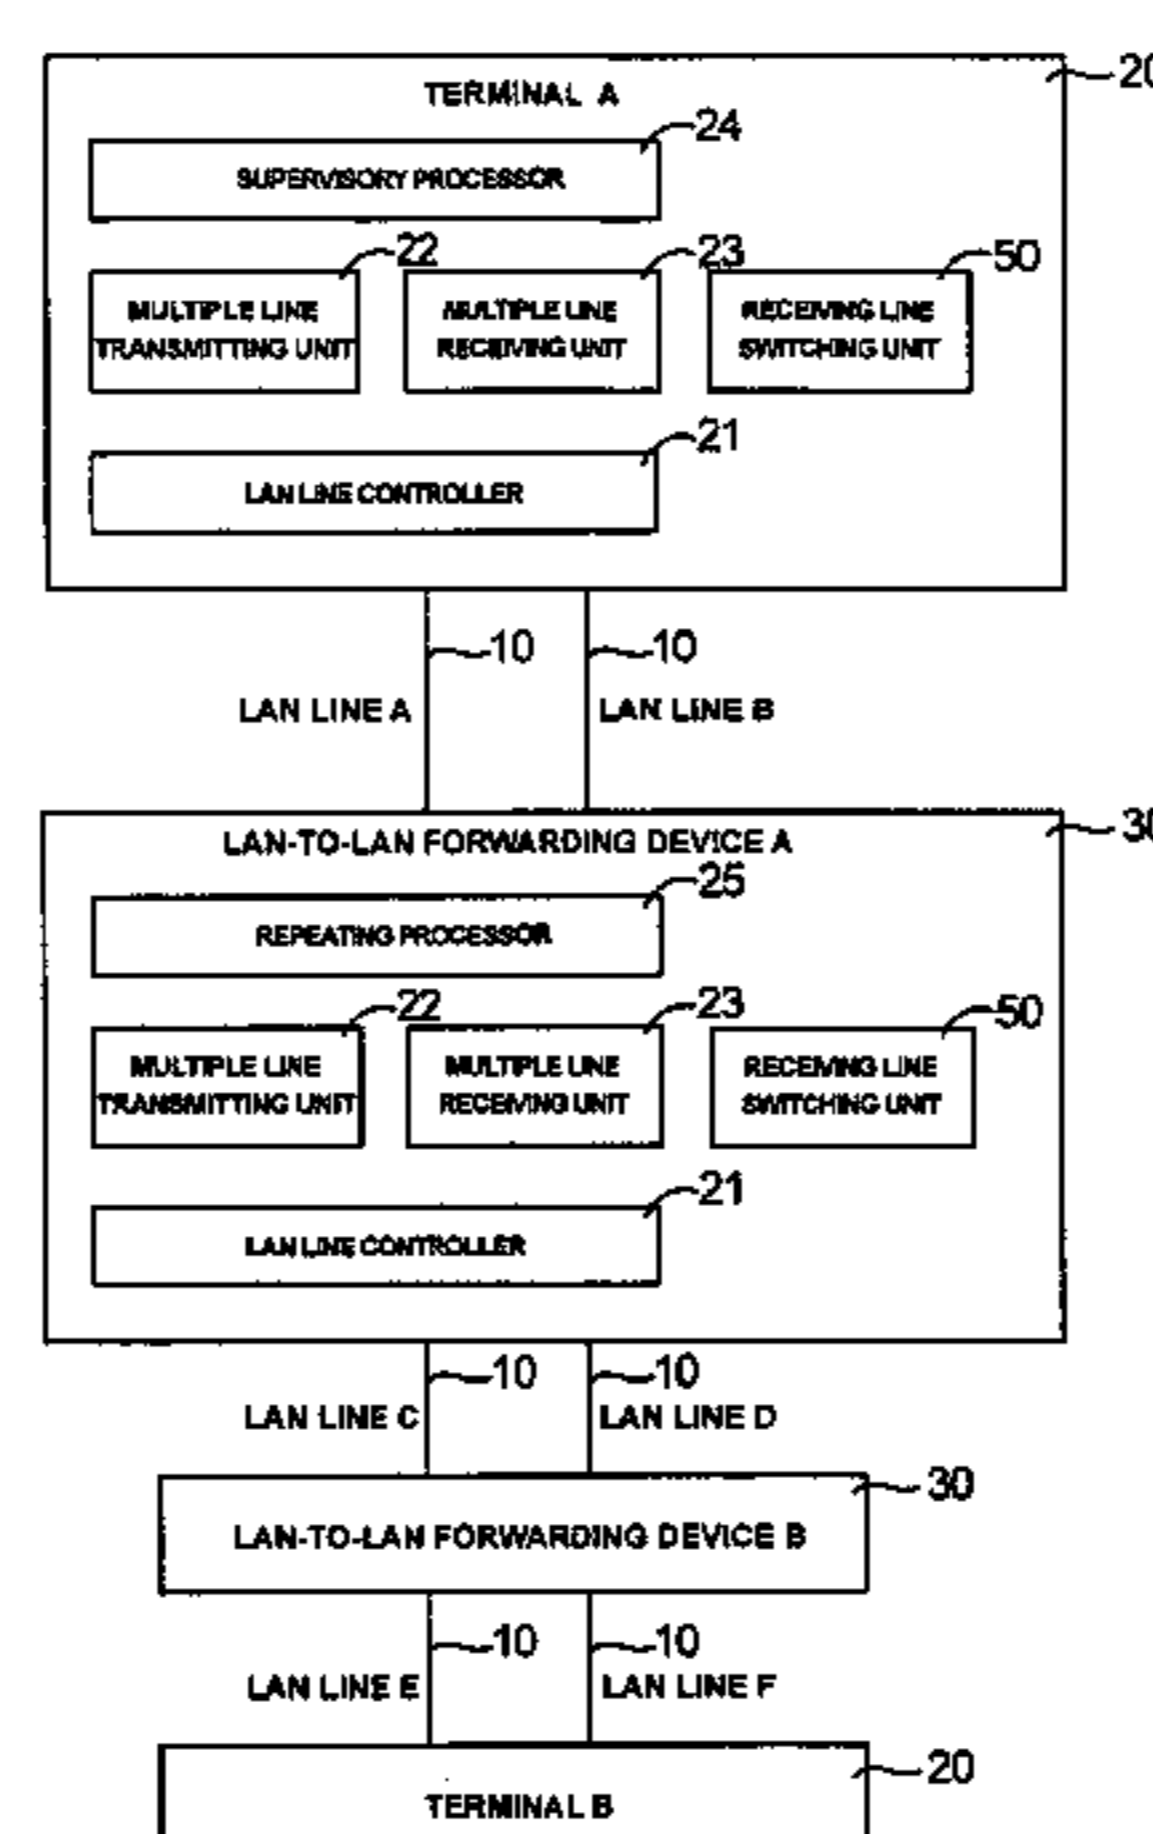 TERMINAL A
20
24
SUPERVISORY PROCESSOR
22
23
50
MULTIPLE LINE
TRANSMITTING UNIT
MULTIPLE LINE
RECEIVING UNIT
RECEIVING LINE
SWITCHING UNIT
21
LAN LINE CONTROLLER
10
10
LAN LINE A
LAN LINE B
LAN-TO-LAN FORWARDING DEVICE A
30
25
REPEATING PROCESSOR
22
23
50
MULTIPLE LINE
TRANSMITTING UNIT
MULTIPLE LINE
RECEIVING UNIT
RECEIVING LINE
SWITCHING UNIT
21
LAN LINE CONTROLLER
10
10
LAN LINE C
LAN LINE D
30
LAN-TO-LAN FORWARDING DEVICE B
10
10
LAN LINE E
LAN LINE F
20
TERMINAL B